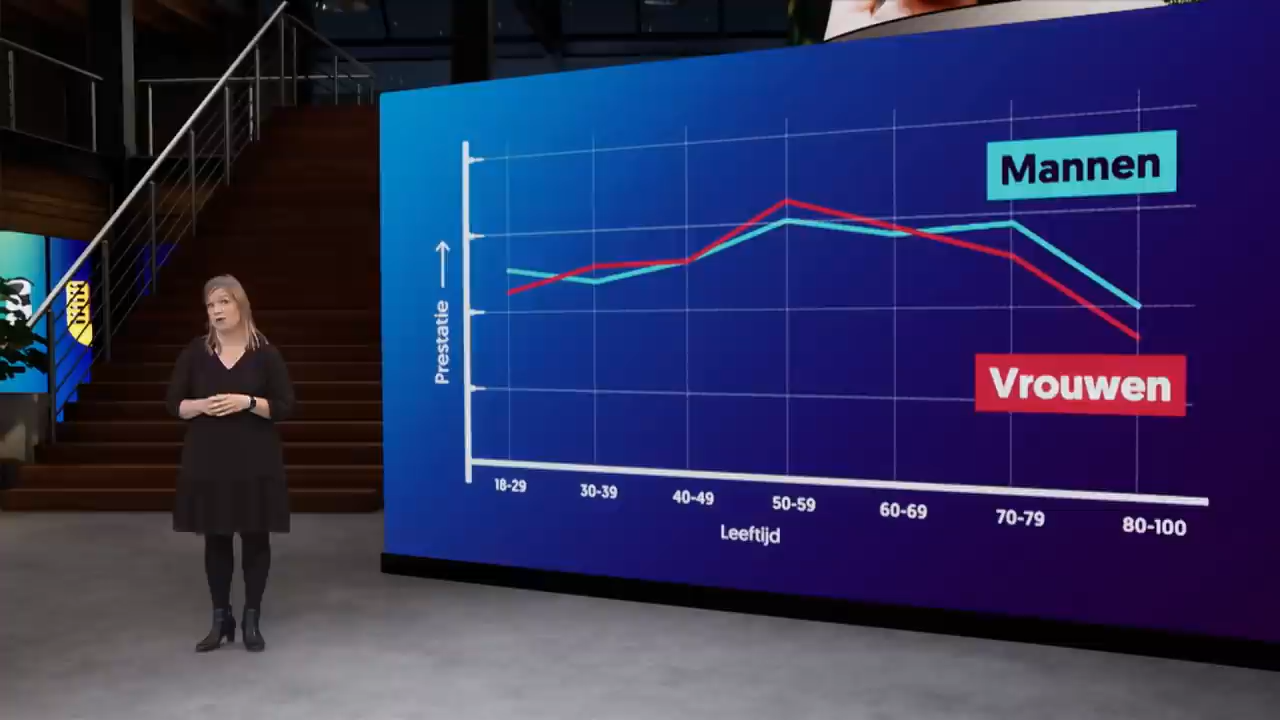 Mannen
Vrouwen
Prestatie
18-29
30-39
40-49
50-59
60-69
70-79
80-100
Leeftijd